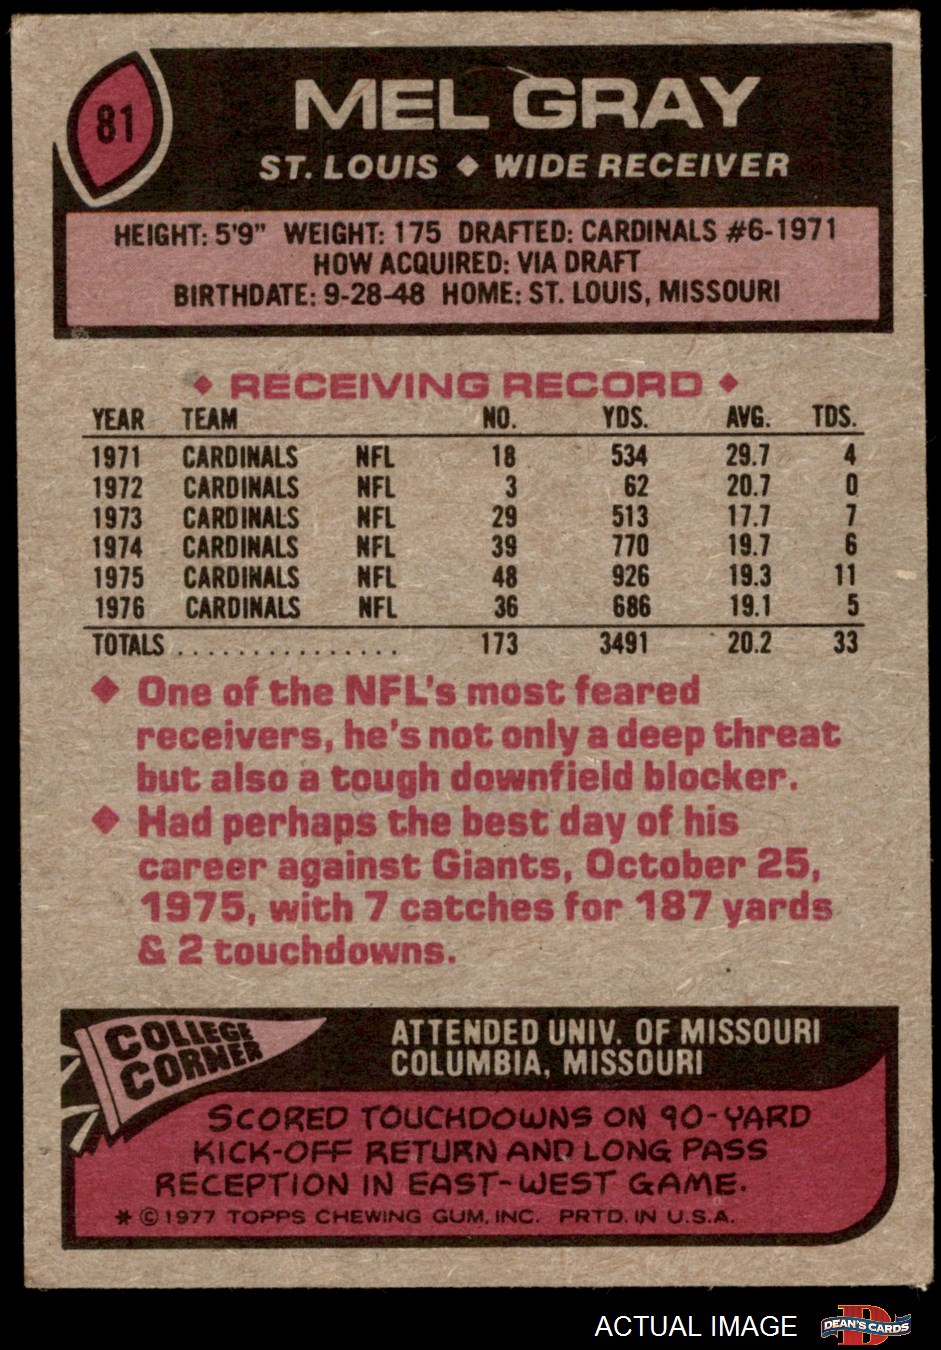 81
MEL GRAY
ST. LOUIS ◆ WIDE RECEIVER
HEIGHT: 5'9" WEIGHT: 175 DRAFTED: CARDINALS #6-1971
HOW ACQUIRED: VIA DRAFT
BIRTHDATE: 9-28-48 HOME: ST. LOUIS, MISSOURI
◆ RECEIVING RECORD ◆
YEAR TEAM NO. YDS. AVG. TDS.
1971 CARDINALS NFL 18 534 29.7 4
1972 CARDINALS NFL 3 62 20.7 0
1973 CARDINALS NFL 29 513 17.7 7
1974 CARDINALS NFL 39 770 19.7 6
1975 CARDINALS NFL 48 926 19.3 11
1976 CARDINALS NFL 36 686 19.1 5
TOTALS ............... 173 3491 20.2 33
◆ One of the NFL's most feared
receivers, he's not only a deep threat
but also a tough downfield blocker.
◆ Had perhaps the best day of his
career against Giants, October 25,
1975, with 7 catches for 187 yards
& 2 touchdowns.
COLLEGE
CORNER
ATTENDED UNIV. OF MISSOURI
COLUMBIA, MISSOURI
SCORED TOUCHDOWNS ON 90-YARD
KICK-OFF RETURN AND LONG PASS
RECEPTION IN EAST-WEST GAME.
* © 1977 TOPPS CHEWING GUM, INC. PRTD. IN U.S.A.
ACTUAL IMAGE
D
DEAN'S CARDS